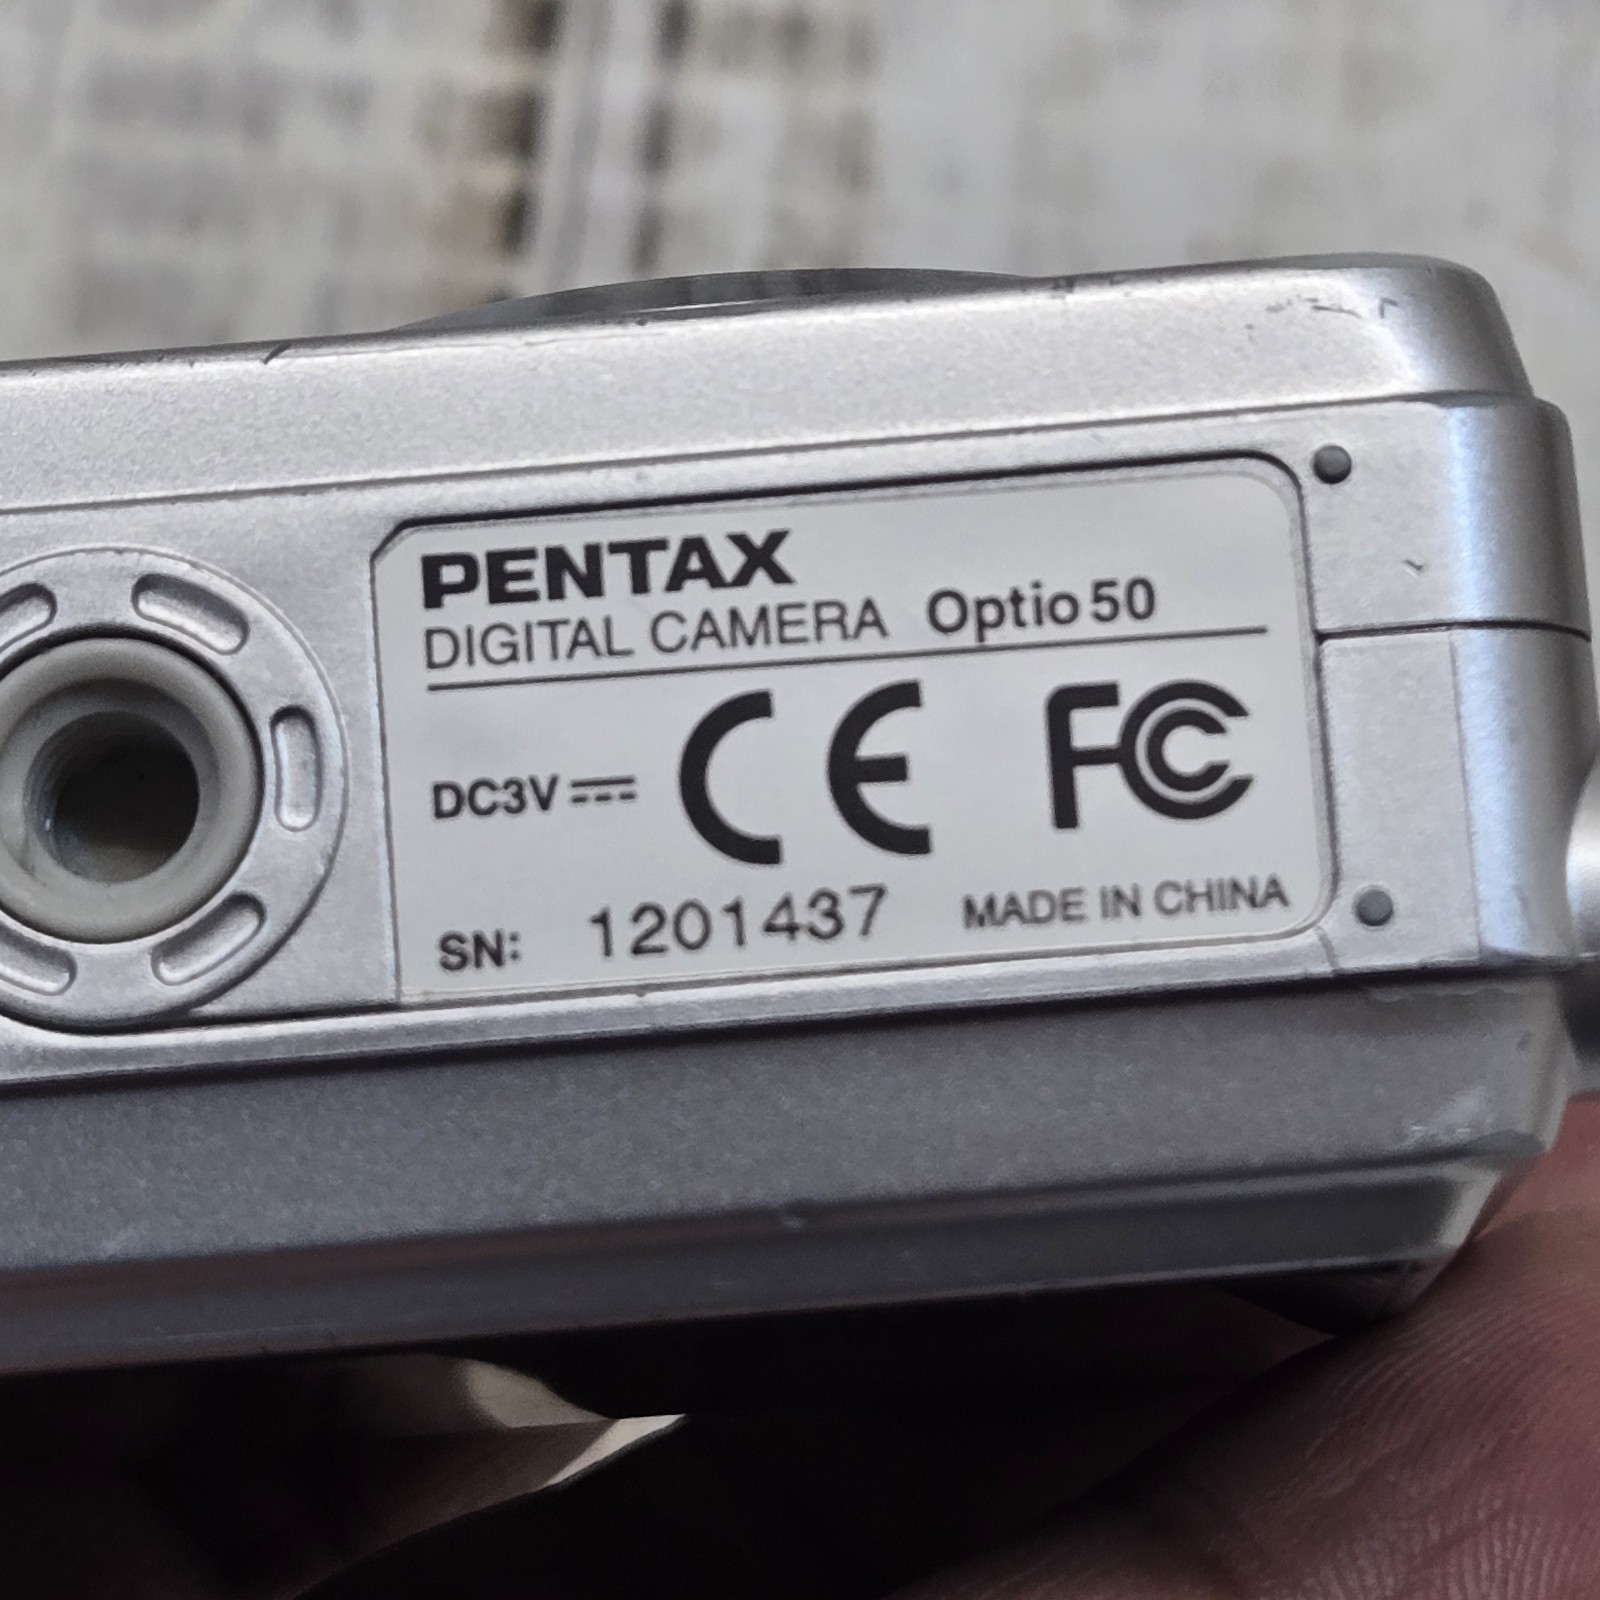 PENTAX
DIGITAL CAMERA Optio 50
DC3V ⎓ CE FC
SN: 1201437 MADE IN CHINA